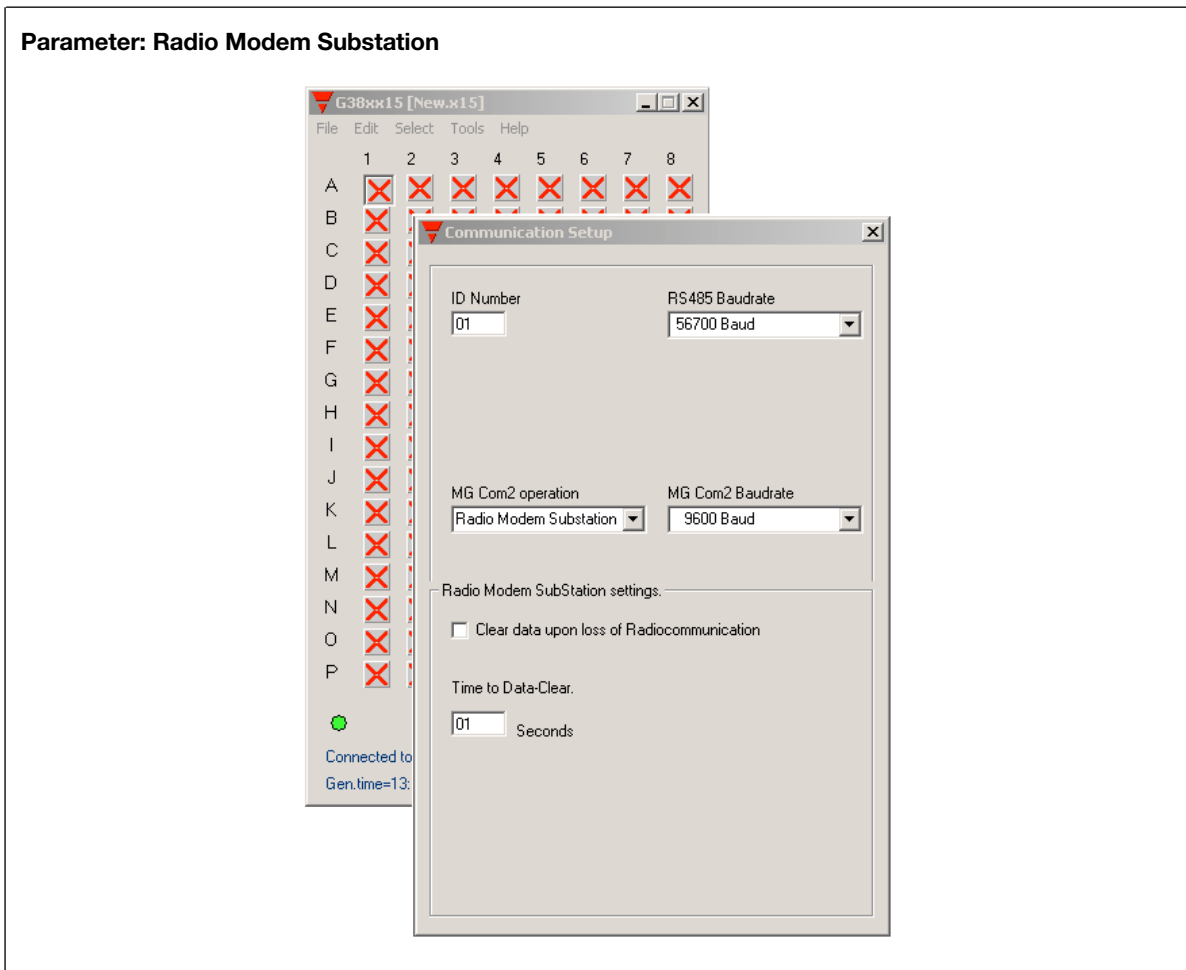 Parameter: Radio Modem Substation
G38xx15 [New.x15]
File Edit Select Tools Help
1 2 3 4 5 6 7 8
A
B
C
D
E
F
G
H
I
J
K
L
M
N
O
P
Connected to
Gen.time=13:
Communication Setup
ID Number RS485 Baudrate
01 56700 Baud
MG Com2 operation MG Com2 Baudrate
Radio Modem Substation 9600 Baud
Radio Modem SubStation settings.
Clear data upon loss of Radiocommunication
Time to Data-Clear.
01 Seconds